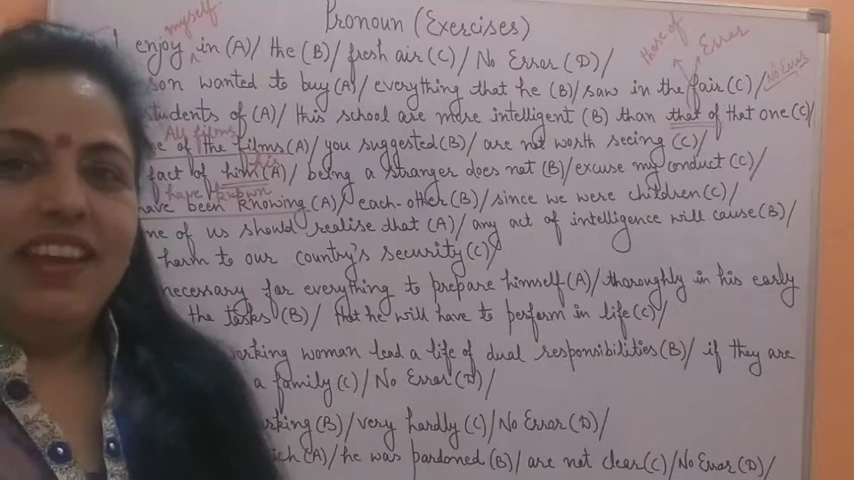 Pronoun (Exercises)
myself
enjoy ^ in (A)/ the (B)/ fresh air (C)/ No Error (D)/
those of Error
son wanted to buy (A)/ everything that he (B)/ saw in the fair (C)/ No Error
students of (A)/ this school are more intelligent (B) than that of that one (C)/
All films
of the films (A)/ you suggested (B)/ are not worth seeing (C)/
his
fact of him (A)/ being a stranger does not (B)/ excuse my conduct (C)/
have known
have been knowing (A)/ each-other (B)/ since we were children (C)/
of us should realise that (A)/ any act of intelligence will cause (B)/
harm to our country's security (C)/
necessary for everything to prepare himself (A)/ thoroughly in his early
the tasks (B)/ that he will have to perform in life (C)/
working woman lead a life of dual responsibilities (B)/ if they are
a family (C)/ No Error (D)/
(B)/ very hardly (C)/ No Error (D)/
(A)/ he was pardoned (B)/ are not clear (C)/ No Error (D)/